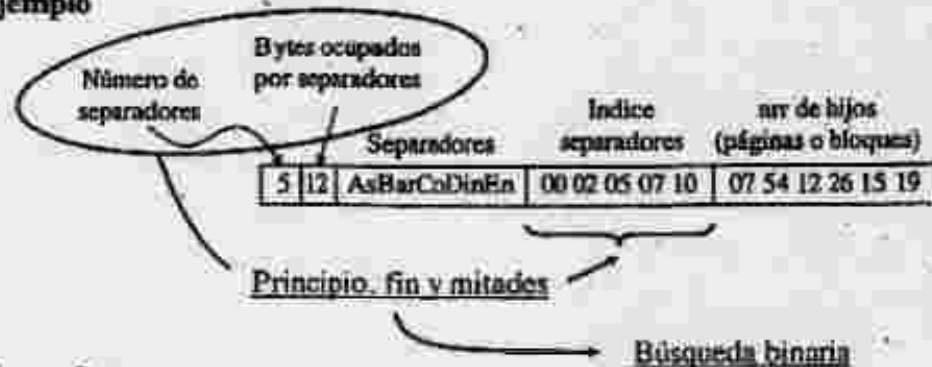 jemplo
Número de
separadores
Bytes ocupados
por separadores
Separadores
Indice
separadores
nrr de hijos
(páginas o bloques)
5 12 AsBarCoDinEn 00 02 05 07 10 07 54 12 26 15 19
Principio, fin y mitades
Búsqueda binaria